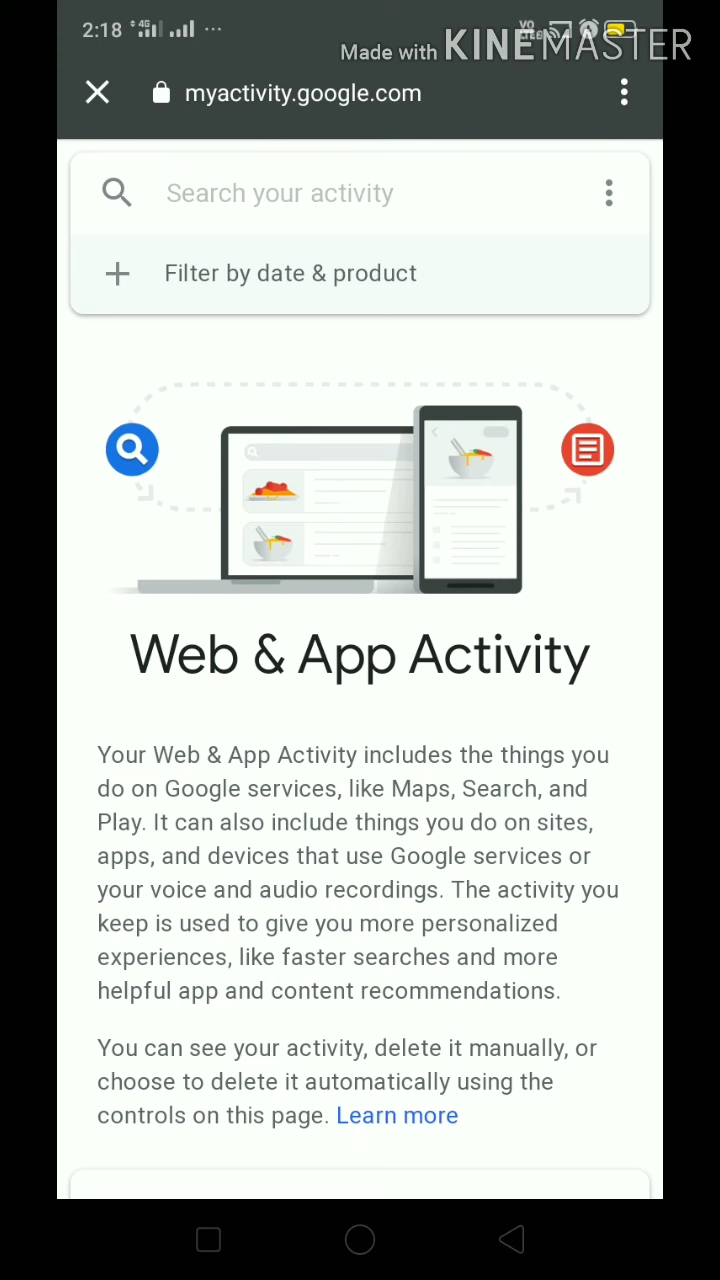 2:18 4G
Made with KINEMASTER
myactivity.google.com
Search your activity
Filter by date & product
Web & App Activity
Your Web & App Activity includes the things you
do on Google services, like Maps, Search, and
Play. It can also include things you do on sites,
apps, and devices that use Google services or
your voice and audio recordings. The activity you
keep is used to give you more personalized
experiences, like faster searches and more
helpful app and content recommendations.
You can see your activity, delete it manually, or
choose to delete it automatically using the
controls on this page. Learn more